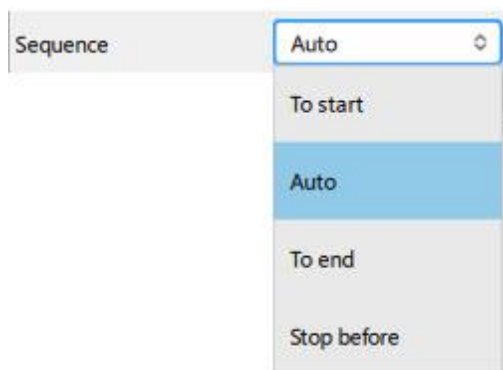 Sequence Auto
To start
Auto
To end
Stop before